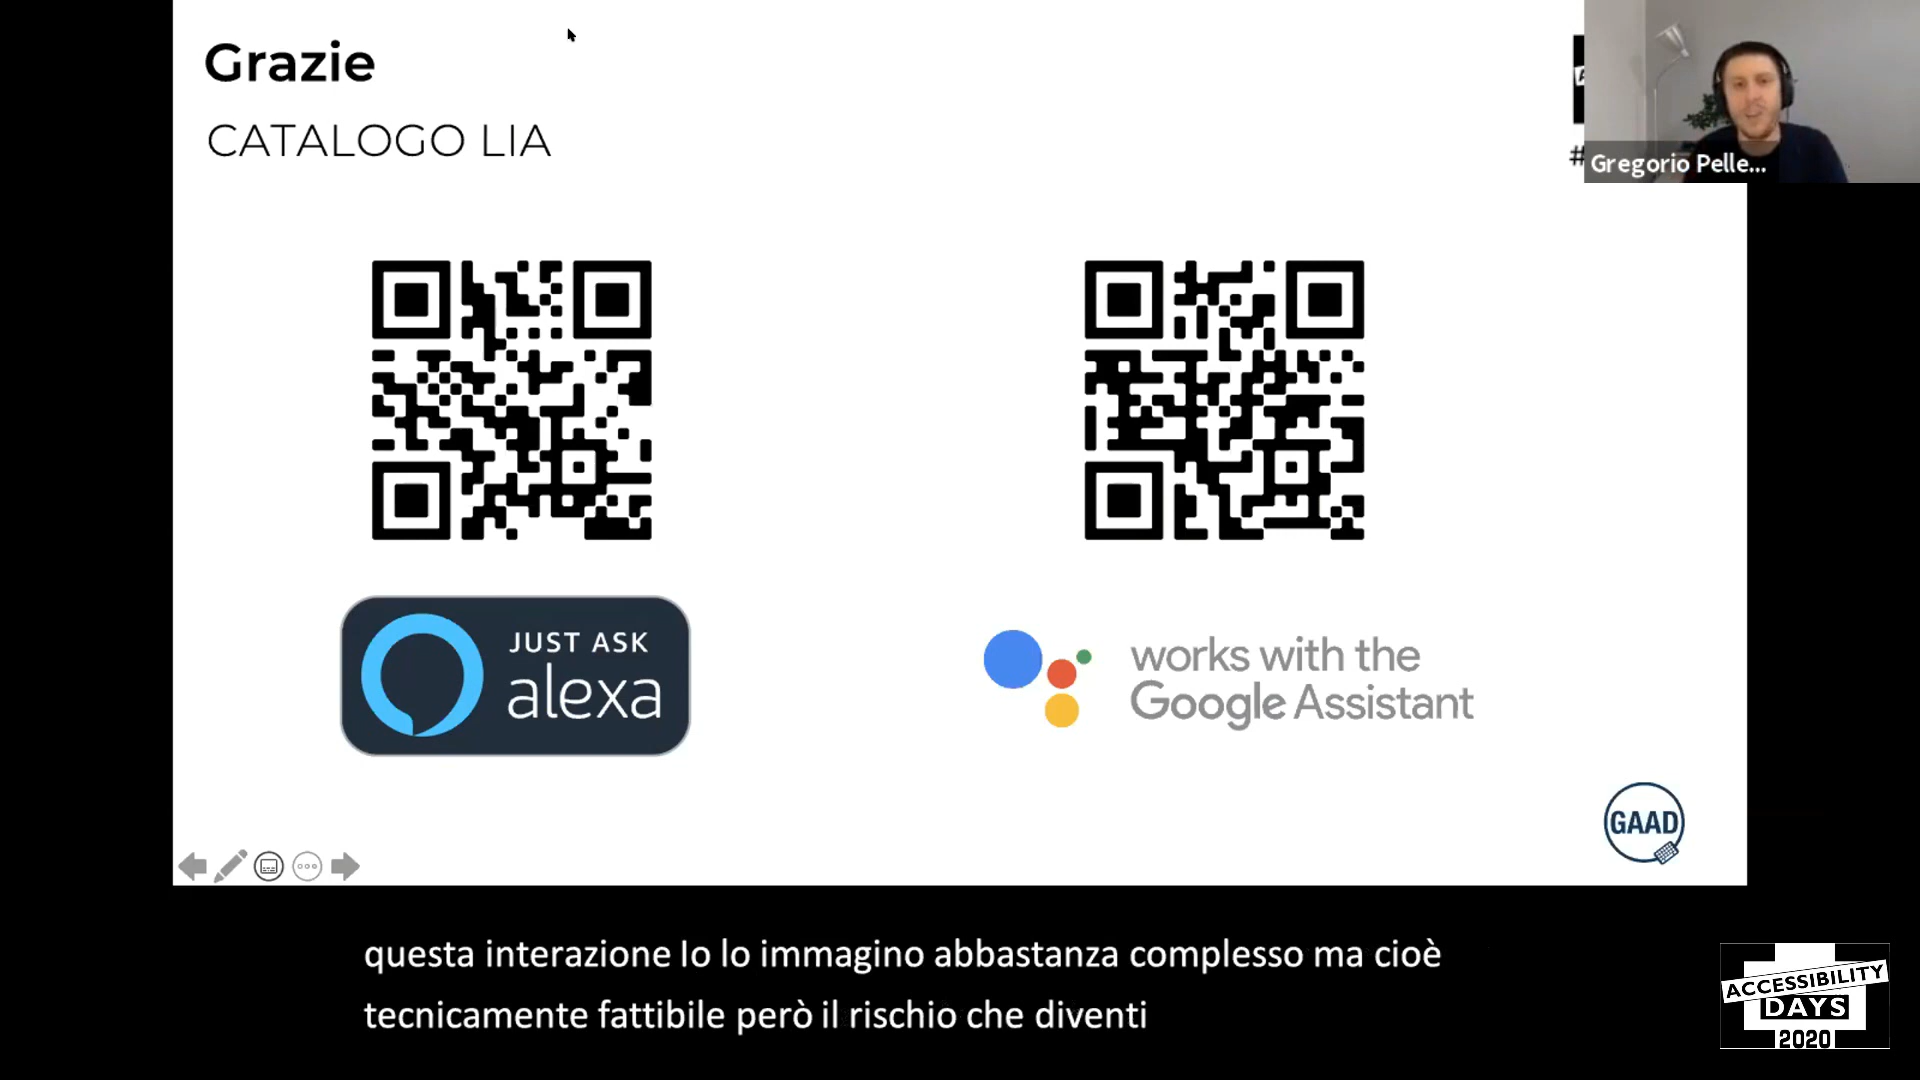 Grazie
CATALOGO LIA
#
Gregorio Pelle...
JUST ASK
alexa
works with the
Google Assistant
GAAD
questa interazione Io lo immagino abbastanza complesso ma cioè
tecnicamente fattibile però il rischio che diventi
ACCESSIBILITY
DAYS
2020